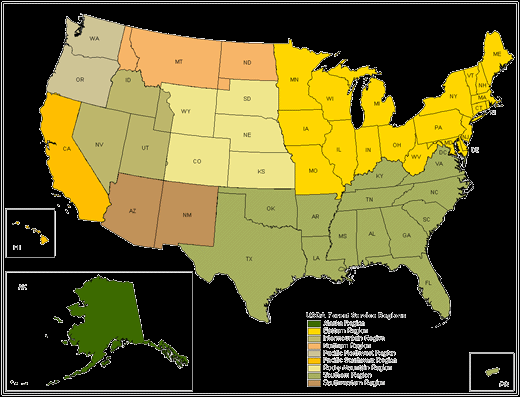 WA
MT
ND
OR
ID
MN
WI
MI
NY
VT
NH
ME
MA
CT
RI
SD
WY
IA
NE
PA
NV
UT
CO
IL
IN
OH
WV
DE
DC
VA
CA
KS
MO
KY
NC
TN
AZ
NM
OK
AR
SC
MS
AL
GA
TX
LA
FL
HI
AK
PR
USDA Forest Service Regions
Alaska Region
Eastern Region
Intermountain Region
Northern Region
Pacific Northwest Region
Pacific Southwest Region
Rocky Mountain Region
Southern Region
Southwestern Region